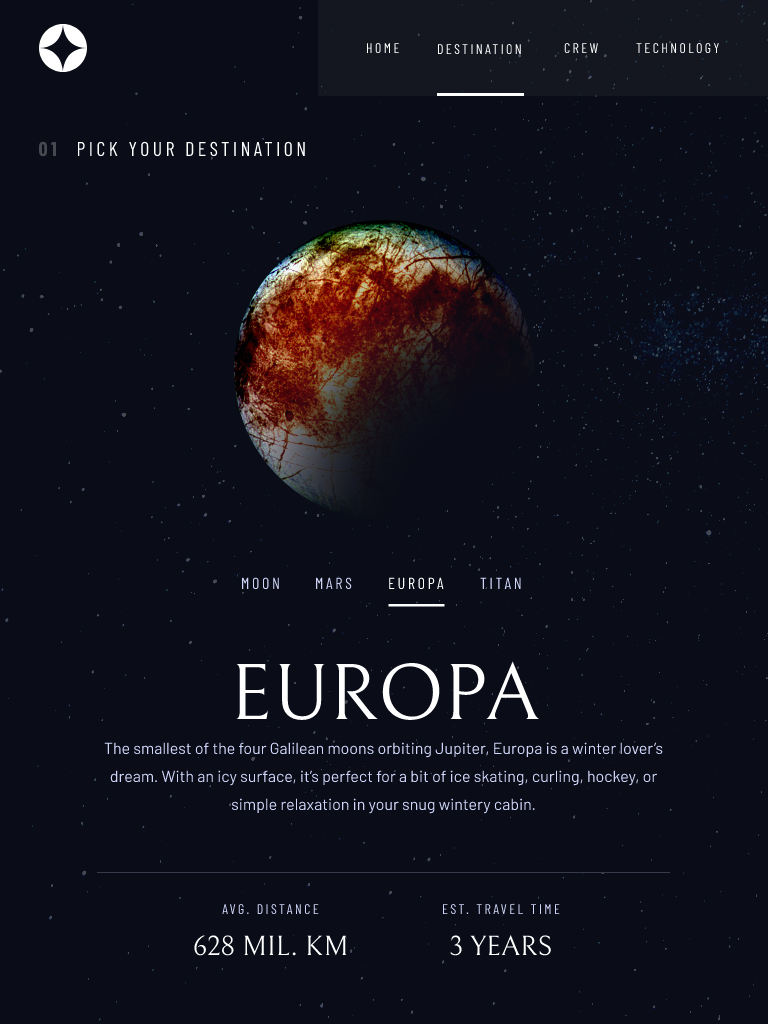 HOME DESTINATION CREW TECHNOLOGY
01 PICK YOUR DESTINATION
MOON MARS EUROPA TITAN
EUROPA
The smallest of the four Galilean moons orbiting Jupiter, Europa is a winter lover’s
dream. With an icy surface, it’s perfect for a bit of ice skating, curling, hockey, or
simple relaxation in your snug wintery cabin.
AVG. DISTANCE
628 MIL. KM
EST. TRAVEL TIME
3 YEARS